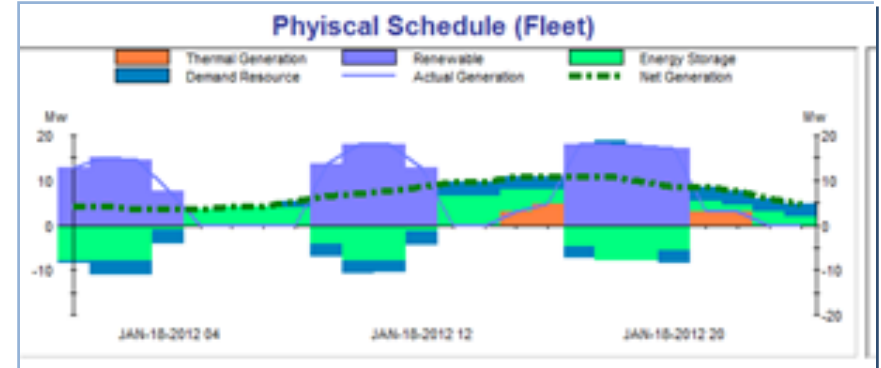 Phyiscal Schedule (Fleet)
Thermal Generation Renewable Energy Storage
Demand Resource Actual Generation Net Generation
Mw Mw
20 20
10 10
0 0
-10 -10
-20
JAN-18-2012 04 JAN-18-2012 12 JAN-18-2012 20